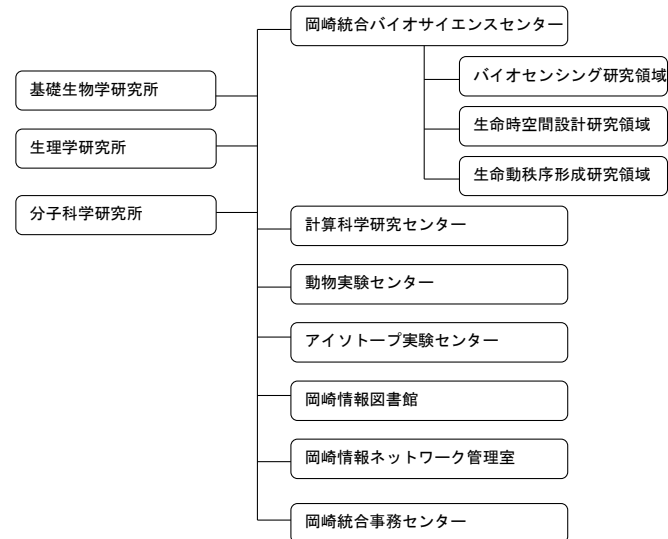 岡崎統合バイオサイエンスセンター
バイオセンシング研究領域
生命時空間設計研究領域
生命動秩序形成研究領域
基礎生物学研究所
生理学研究所
分子科学研究所
計算科学研究センター
動物実験センター
アイソトープ実験センター
岡崎情報図書館
岡崎情報ネットワーク管理室
岡崎統合事務センター